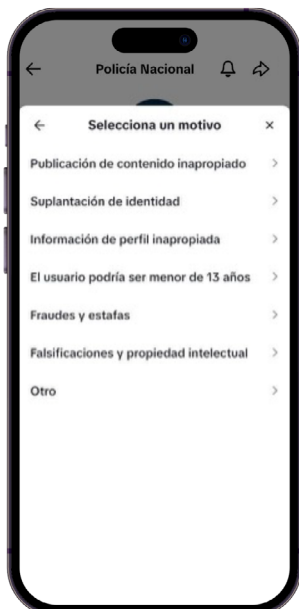 Policía Nacional
Selecciona un motivo
Publicación de contenido inapropiado
Suplantación de identidad
Información de perfil inapropiada
El usuario podría ser menor de 13 años
Fraudes y estafas
Falsificaciones y propiedad intelectual
Otro